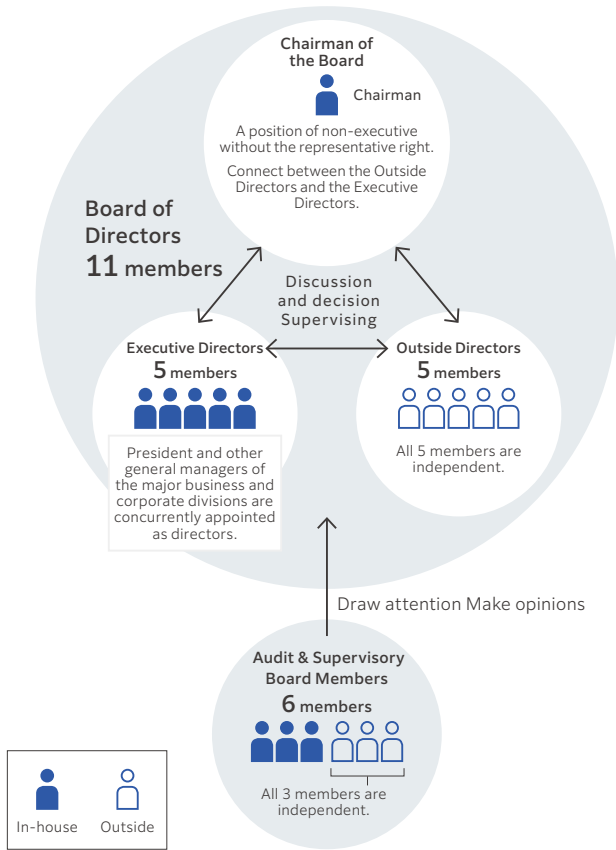 Chairman of
the Board
Chairman
A position of non-executive
without the representative right.
Connect between the Outside
Directors and the Executive
Directors.
Board of
Directors
11 members
Discussion
and decision
Supervising
Executive Directors
5 members
President and other
general managers of
the major business and
corporate divisions are
concurrently appointed
as directors.
Outside Directors
5 members
All 5 members are
independent.
Draw attention Make opinions
Audit & Supervisory
Board Members
6 members
All 3 members are
independent.
In-house
Outside